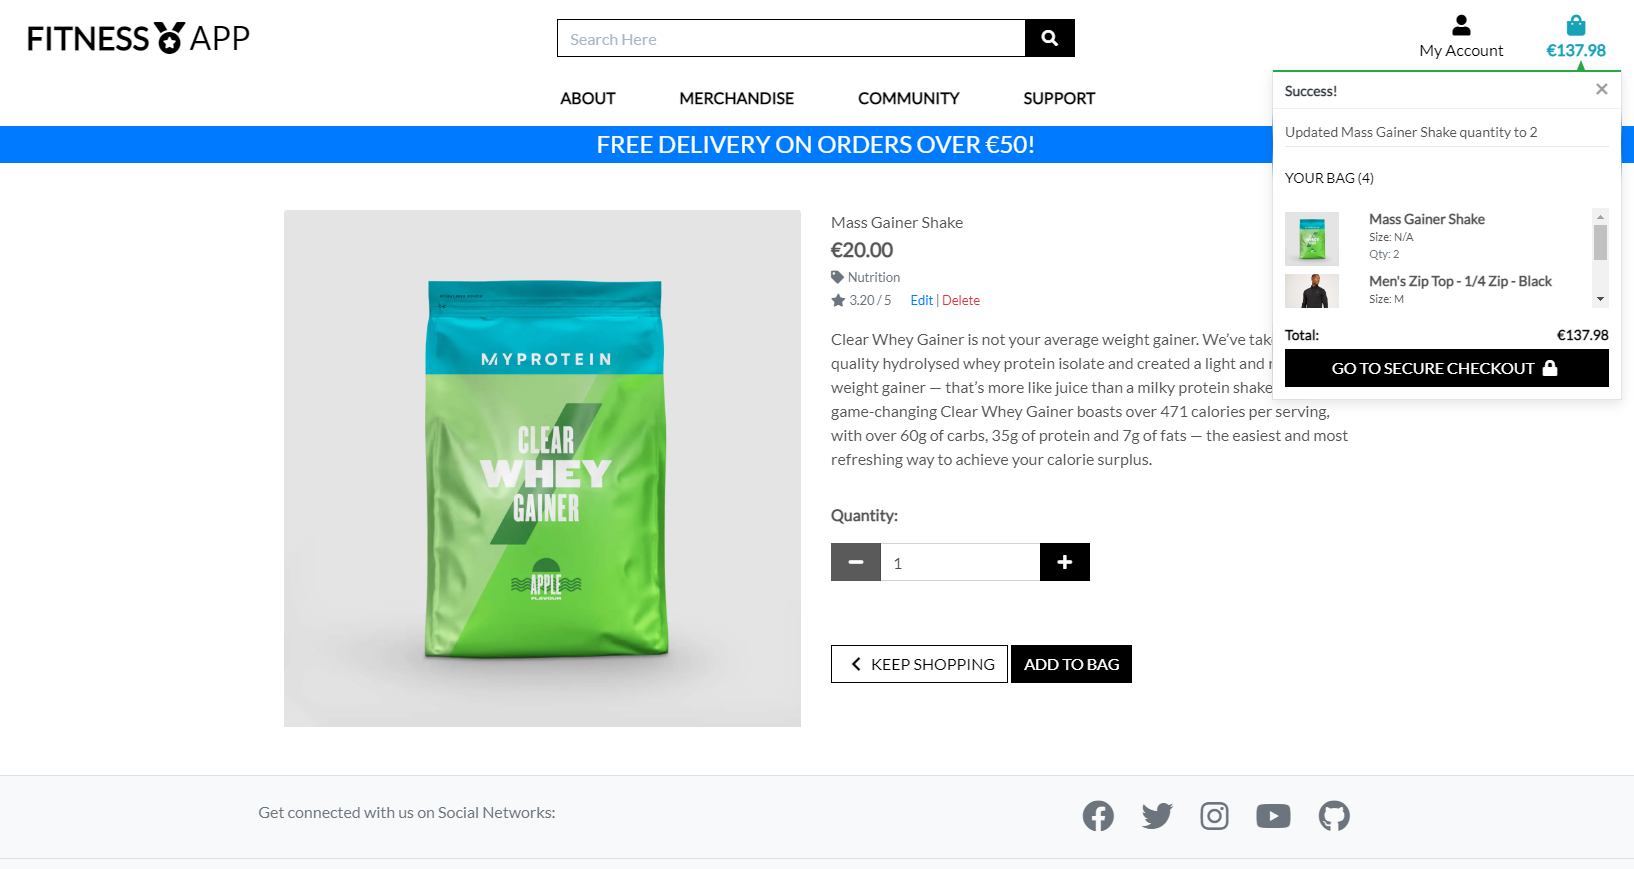 FITNESS APP
Search Here
My Account
€137.98
ABOUT
MERCHANDISE
COMMUNITY
SUPPORT
FREE DELIVERY ON ORDERS OVER €50!
Success!
×
Updated Mass Gainer Shake quantity to 2
YOUR BAG (4)
Mass Gainer Shake
Size: N/A
Qty: 2
Men's Zip Top - 1/4 Zip - Black
Size: M
Total: €137.98
GO TO SECURE CHECKOUT
MYPROTEIN
CLEAR
WHEY
GAINER
APPLE
FLAVOUR
Mass Gainer Shake
€20.00
Nutrition
3.20 / 5 Edit | Delete
Clear Whey Gainer is not your average weight gainer. We’ve
quality hydrolysed whey protein isolate and created a light and
weight gainer — that’s more like juice than a milky protein shake
game-changing Clear Whey Gainer boasts over 471 calories per serving,
with over 60g of carbs, 35g of protein and 7g of fats — the easiest and most
refreshing way to achieve your calorie surplus.
Quantity:
1
KEEP SHOPPING
ADD TO BAG
Get connected with us on Social Networks: